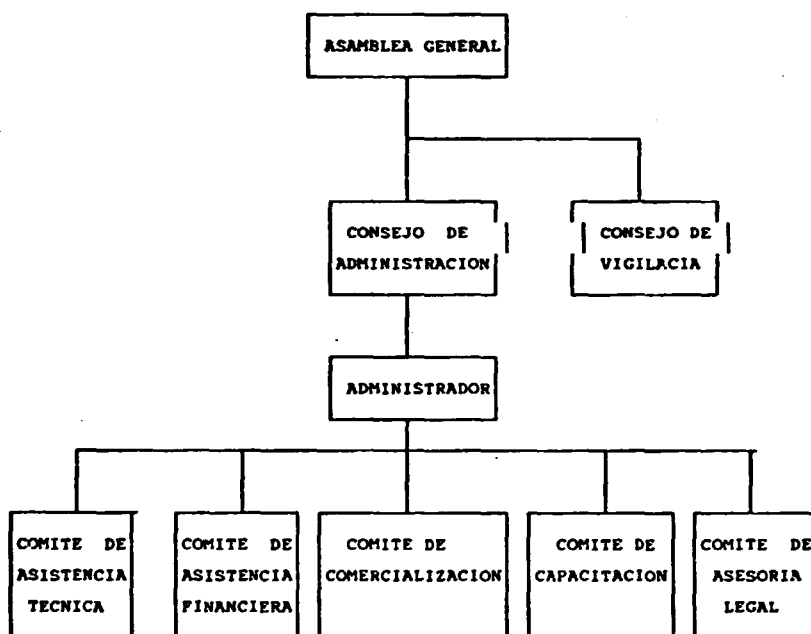 ASAMBLEA GENERAL
CONSEJO DE
ADMINISTRACION
CONSEJO DE
VIGILACIA
ADMINISTRADOR
COMITE DE
ASISTENCIA
TECNICA
COMITE DE
ASISTENCIA
FINANCIERA
COMITE DE
COMERCIALIZACION
COMITE DE
CAPACITACION
COMITE DE
ASESORIA
LEGAL